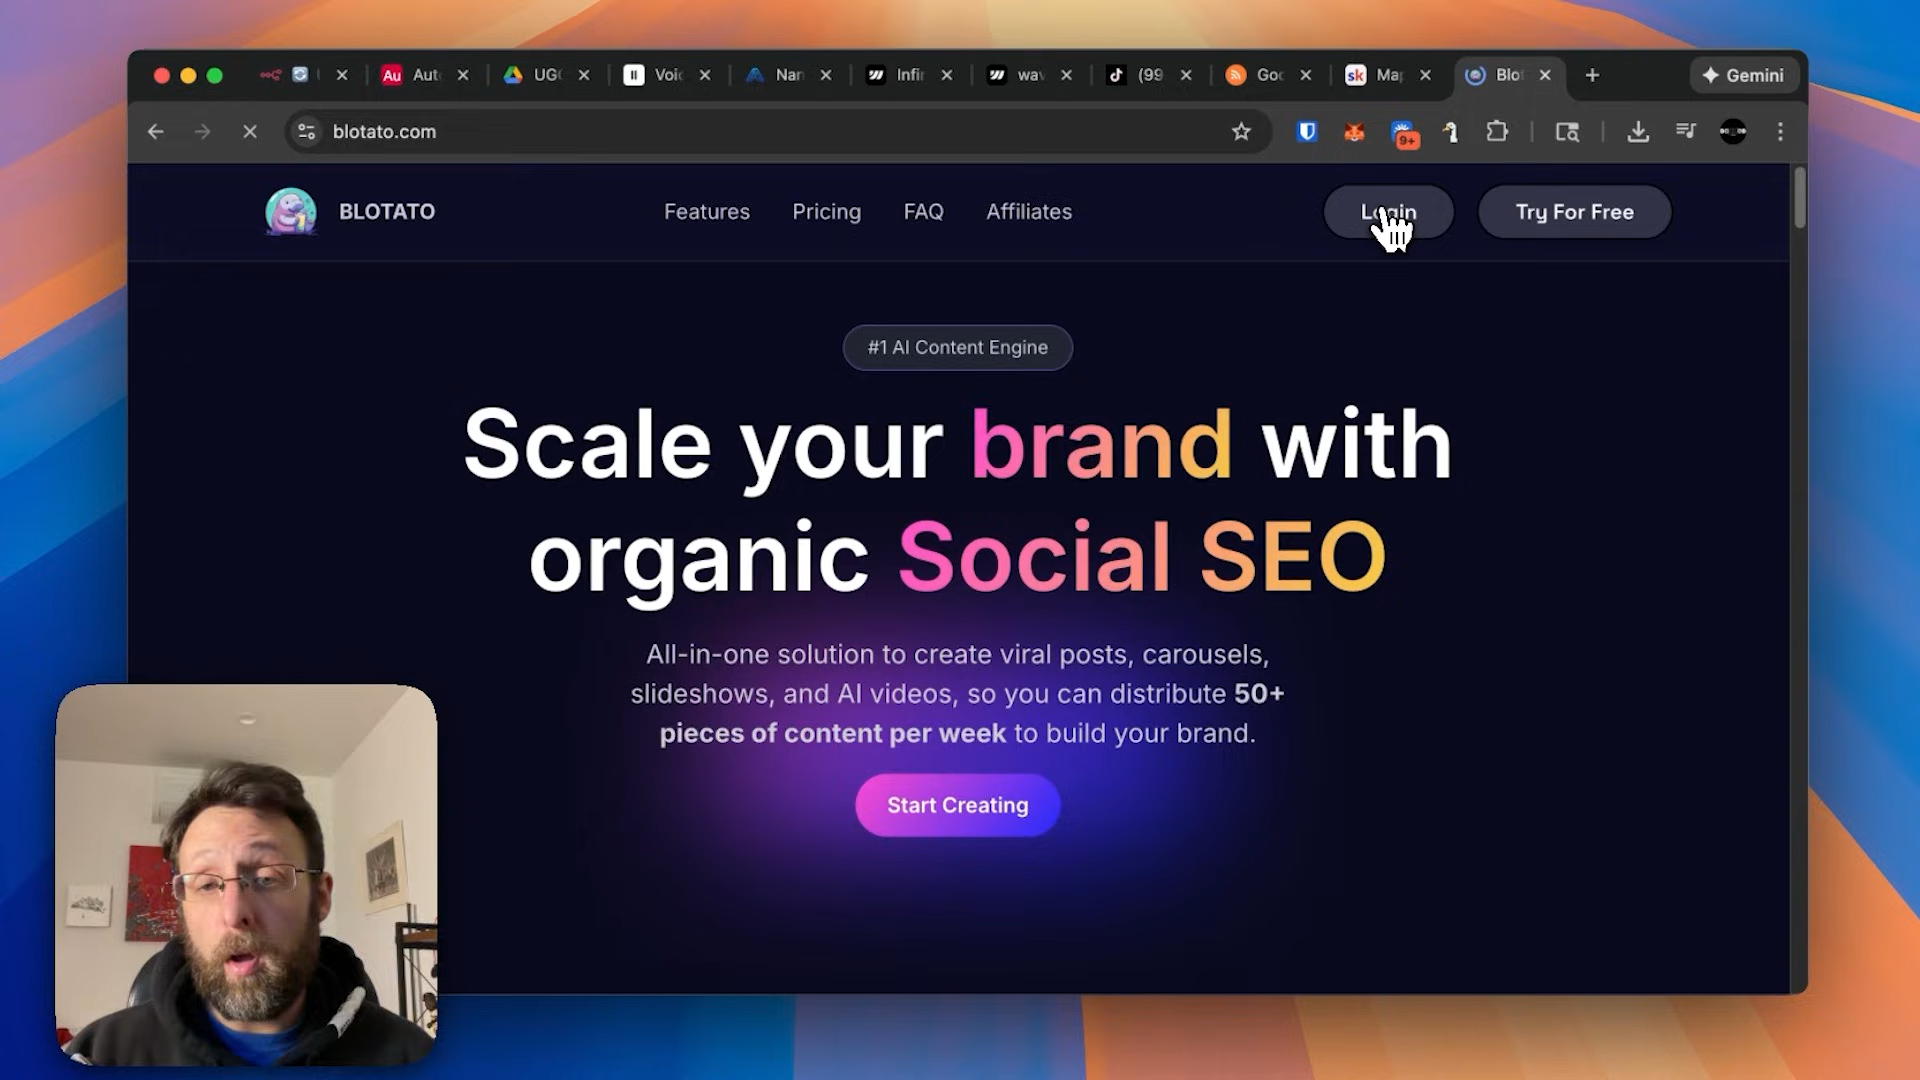 Au
Aut
UG
Voi
Nar
Infir
wav
(99
Goo
sk
Ma
Blo
Gemini
blotato.com
9+
BLOTATO
Features
Pricing
FAQ
Affiliates
Login
Try For Free
#1 AI Content Engine
Scale your brand with
organic Social SEO
All-in-one solution to create viral posts, carousels,
slideshows, and AI videos, so you can distribute 50+
pieces of content per week to build your brand.
Start Creating